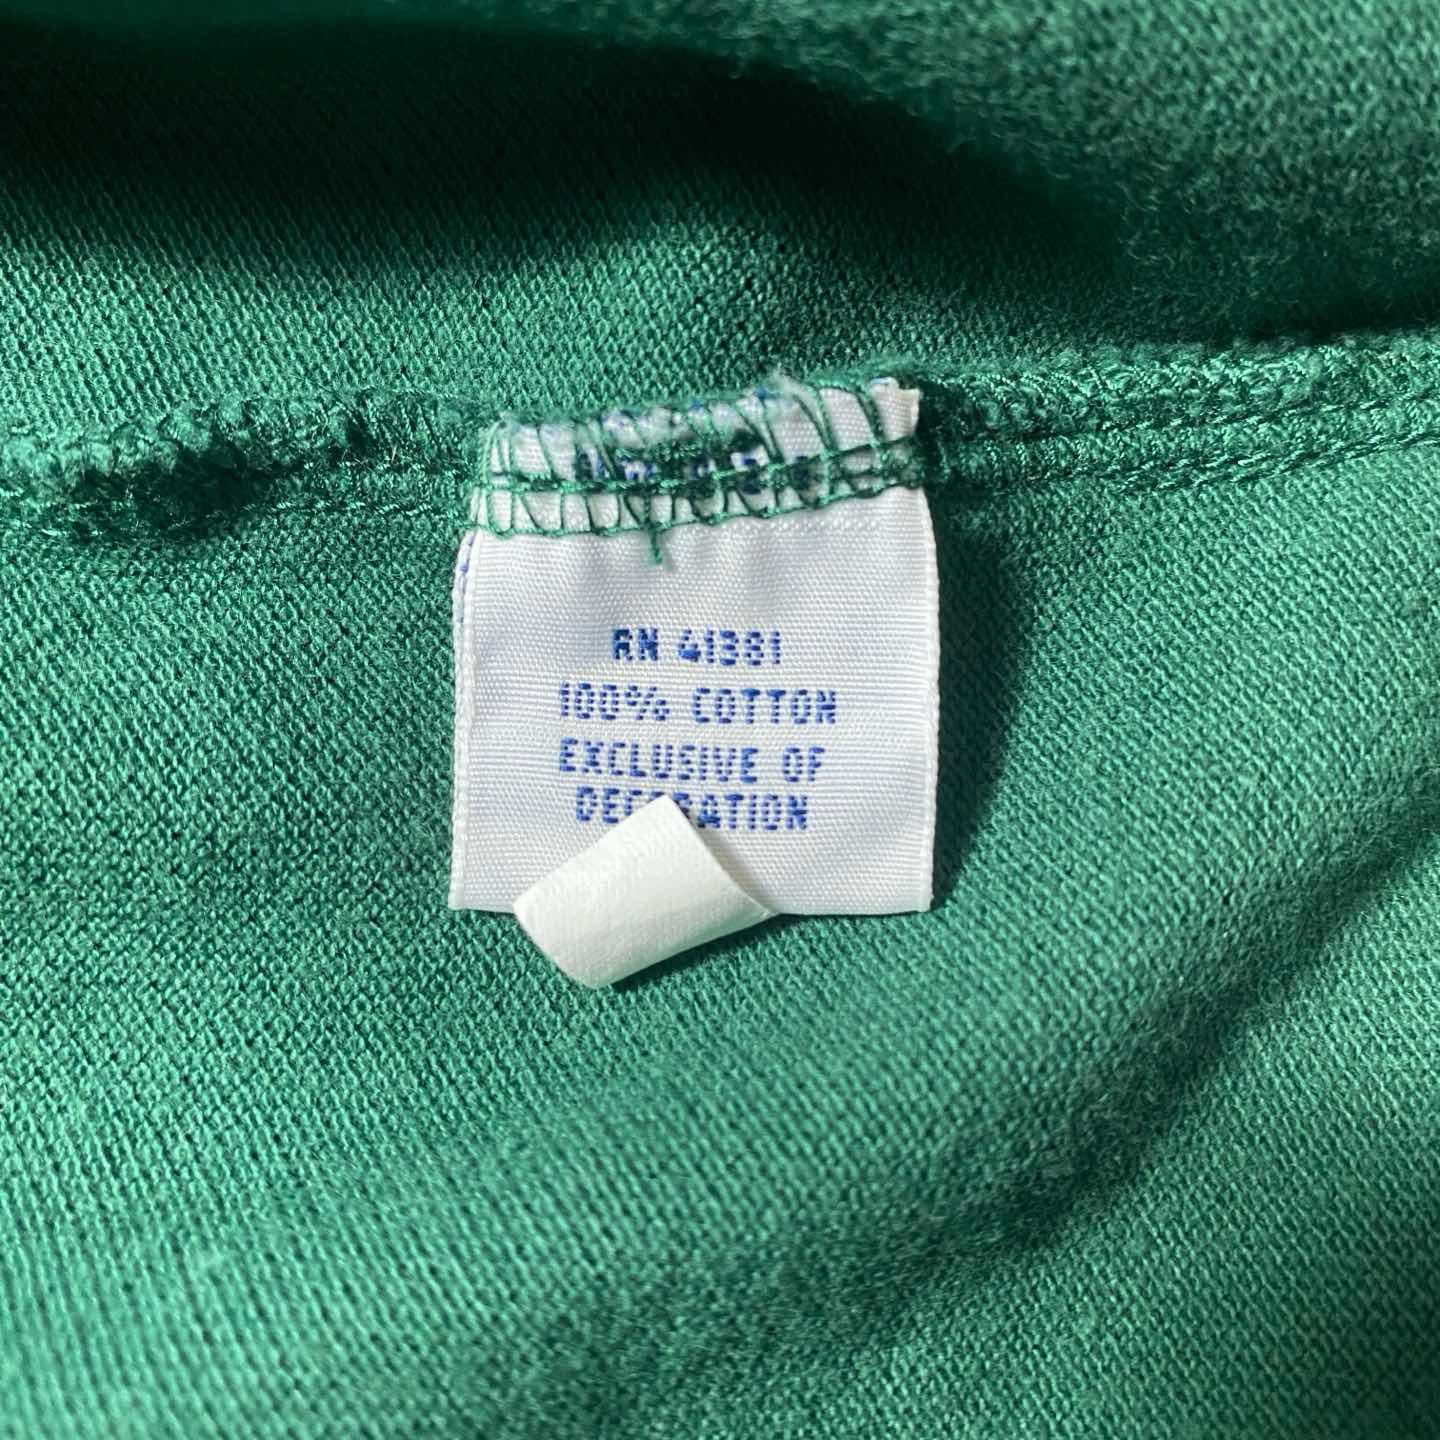 RN 41381
100% COTTON
EXCLUSIVE OF
DECORATION